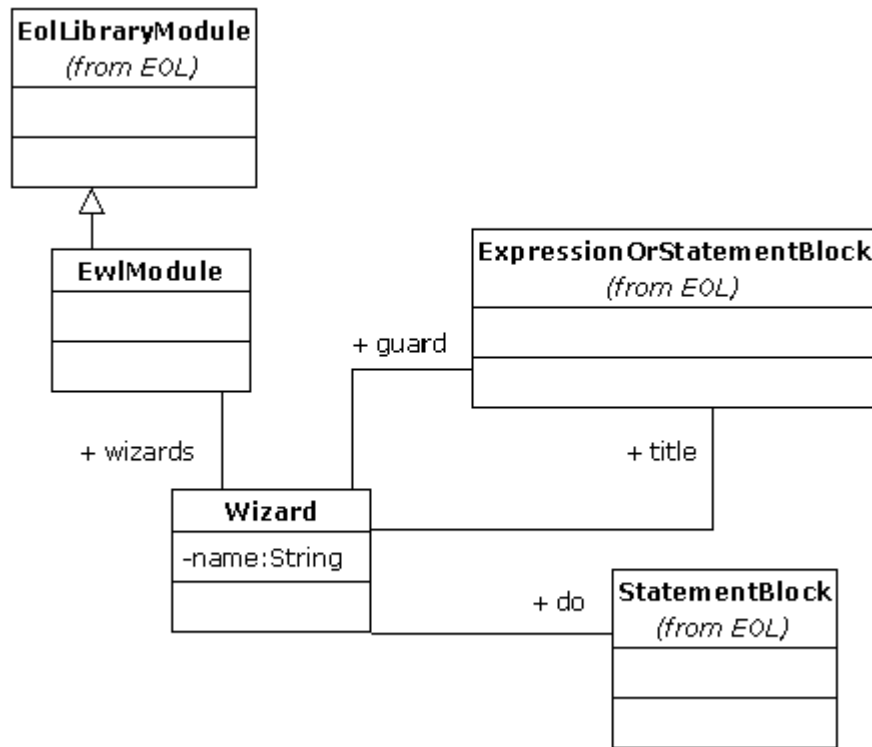 EolLibraryModule
(from EOL)
EwlModule
ExpressionOrStatementBlock
(from EOL)
+ guard
+ wizards
+ title
Wizard
-name:String
+ do
StatementBlock
(from EOL)